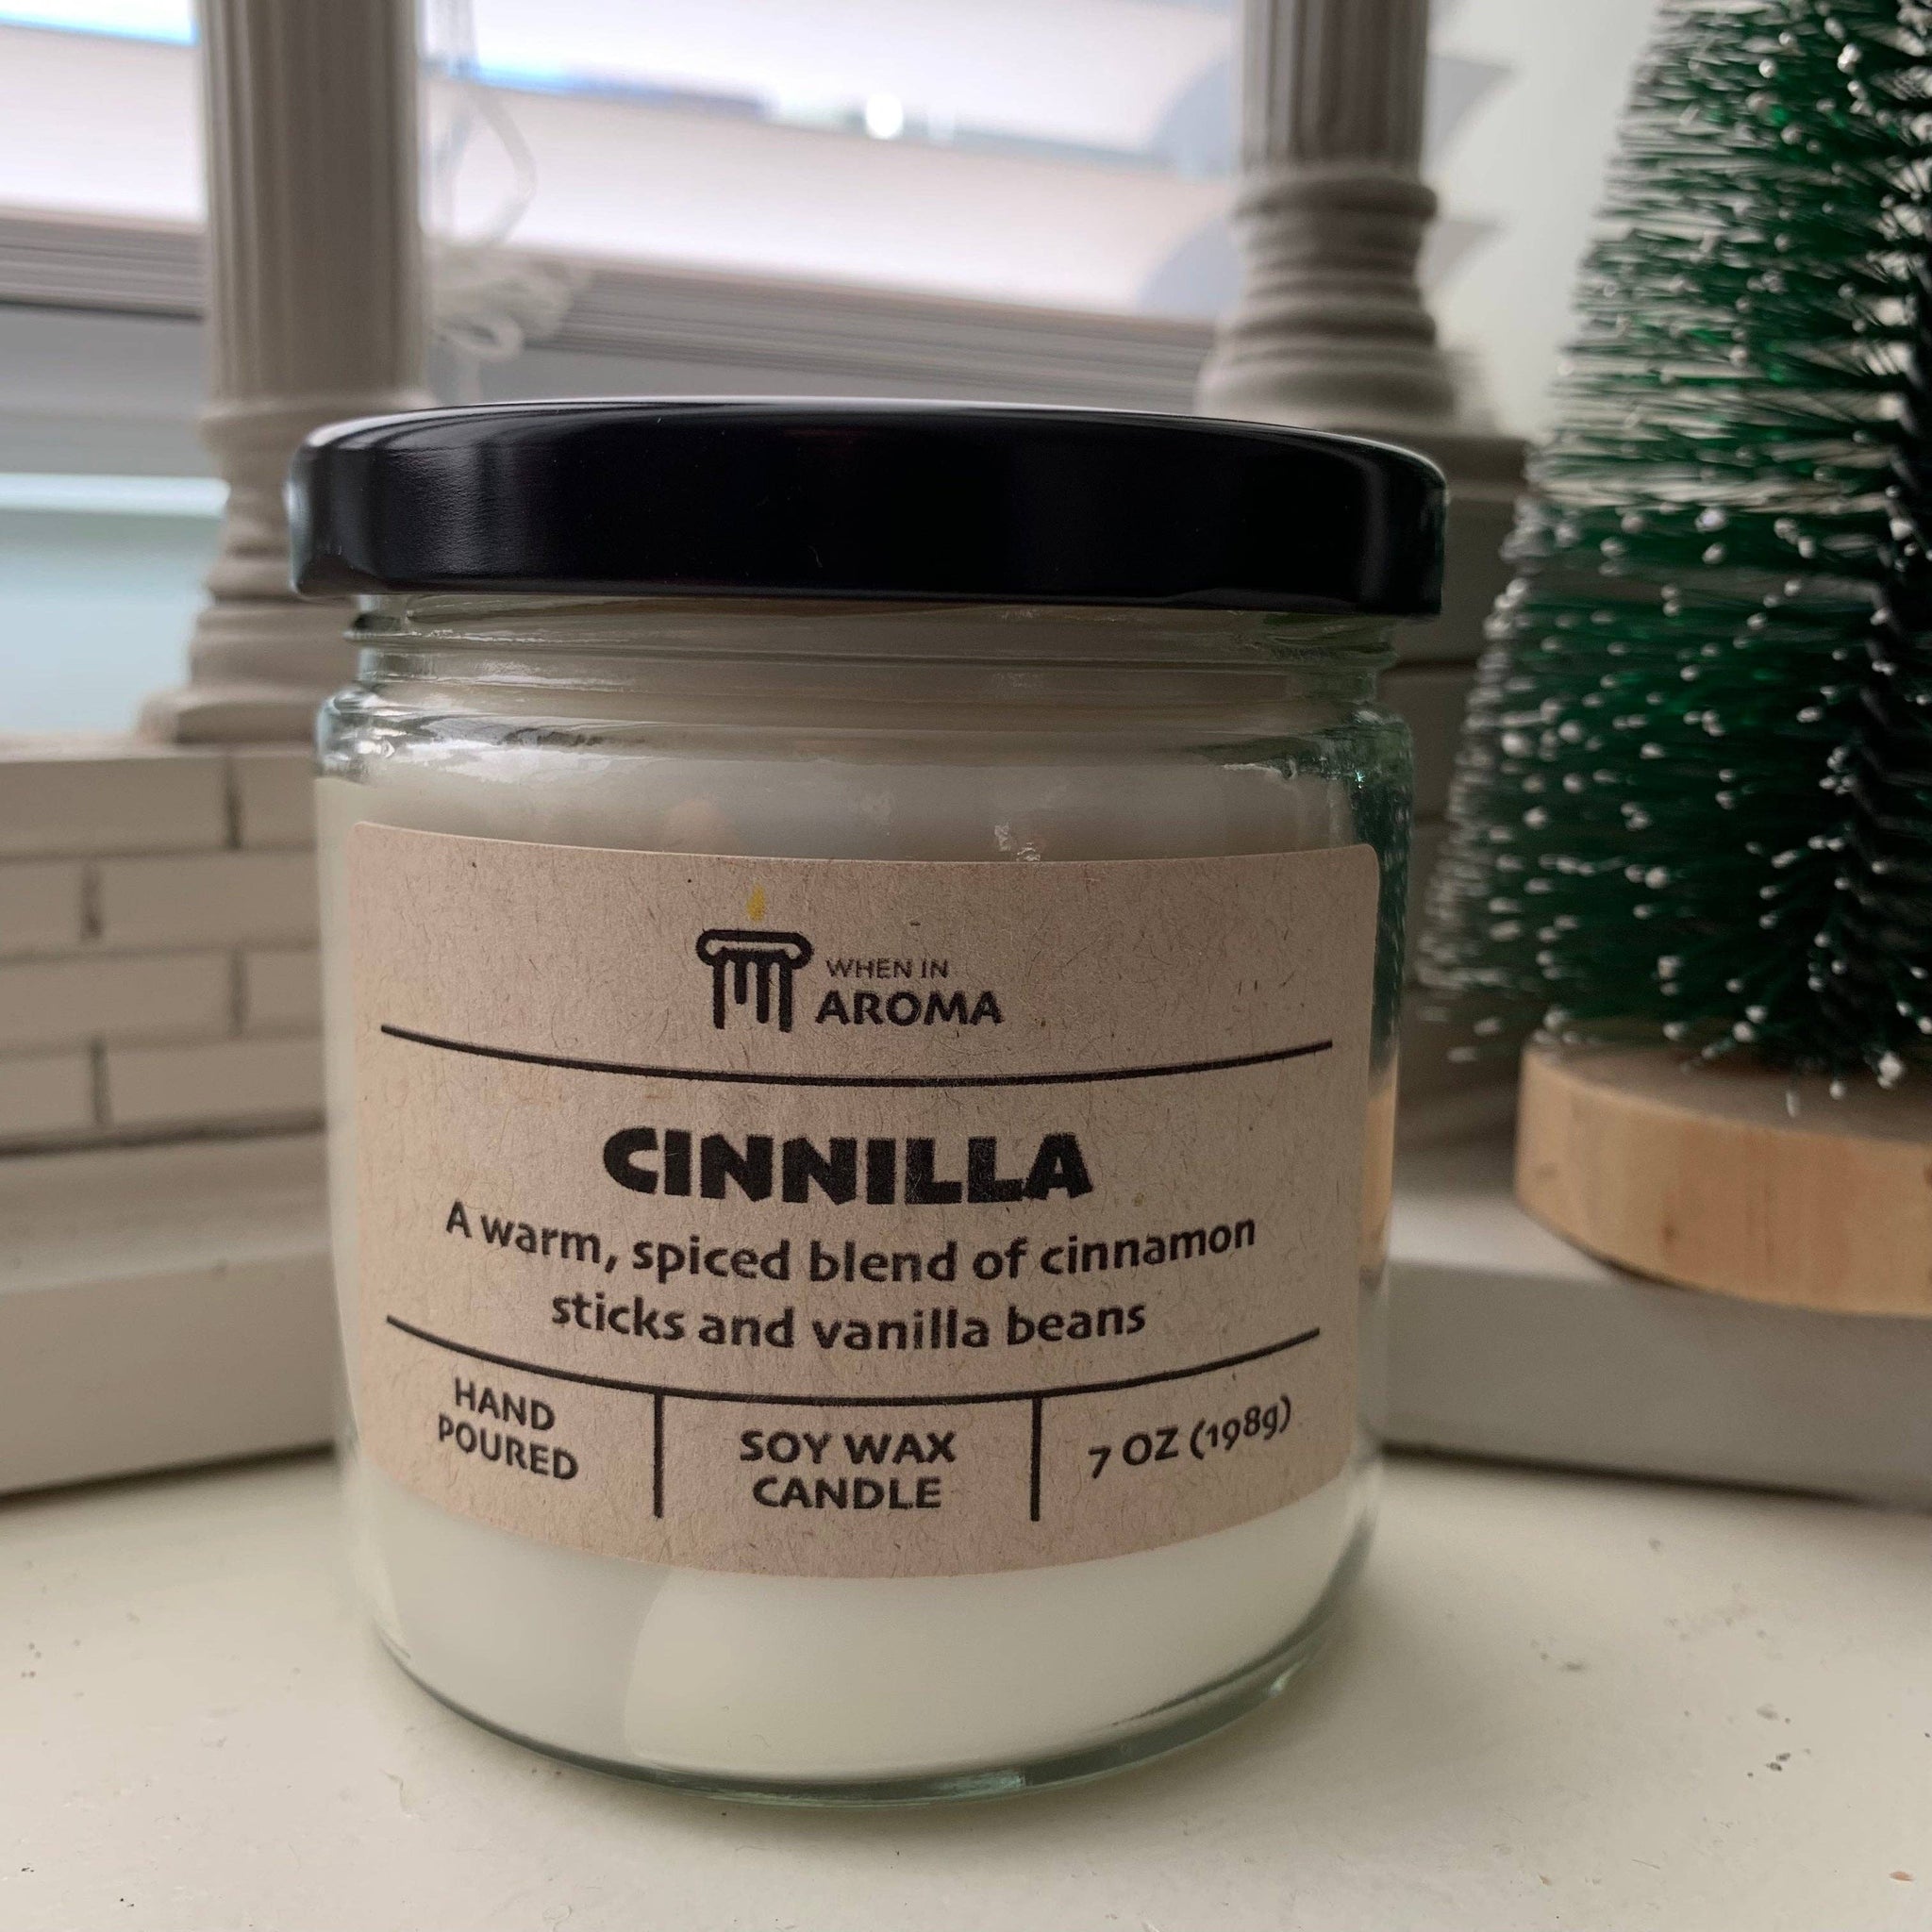 WHEN IN
AROMA
CINNILLA
A warm, spiced blend of cinnamon
sticks and vanilla beans
HAND
POURED
SOY WAX
CANDLE
7 OZ (198g)